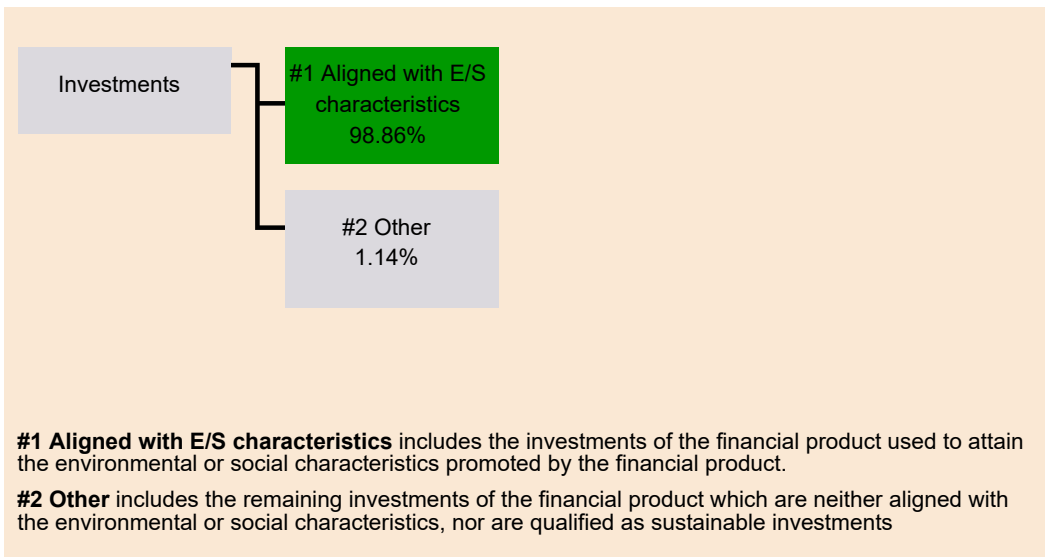 Investments
#1 Aligned with E/S
characteristics
98.86%
#2 Other
1.14%
#1 Aligned with E/S characteristics includes the investments of the financial product used to attain
the environmental or social characteristics promoted by the financial product.
#2 Other includes the remaining investments of the financial product which are neither aligned with
the environmental or social characteristics, nor are qualified as sustainable investments